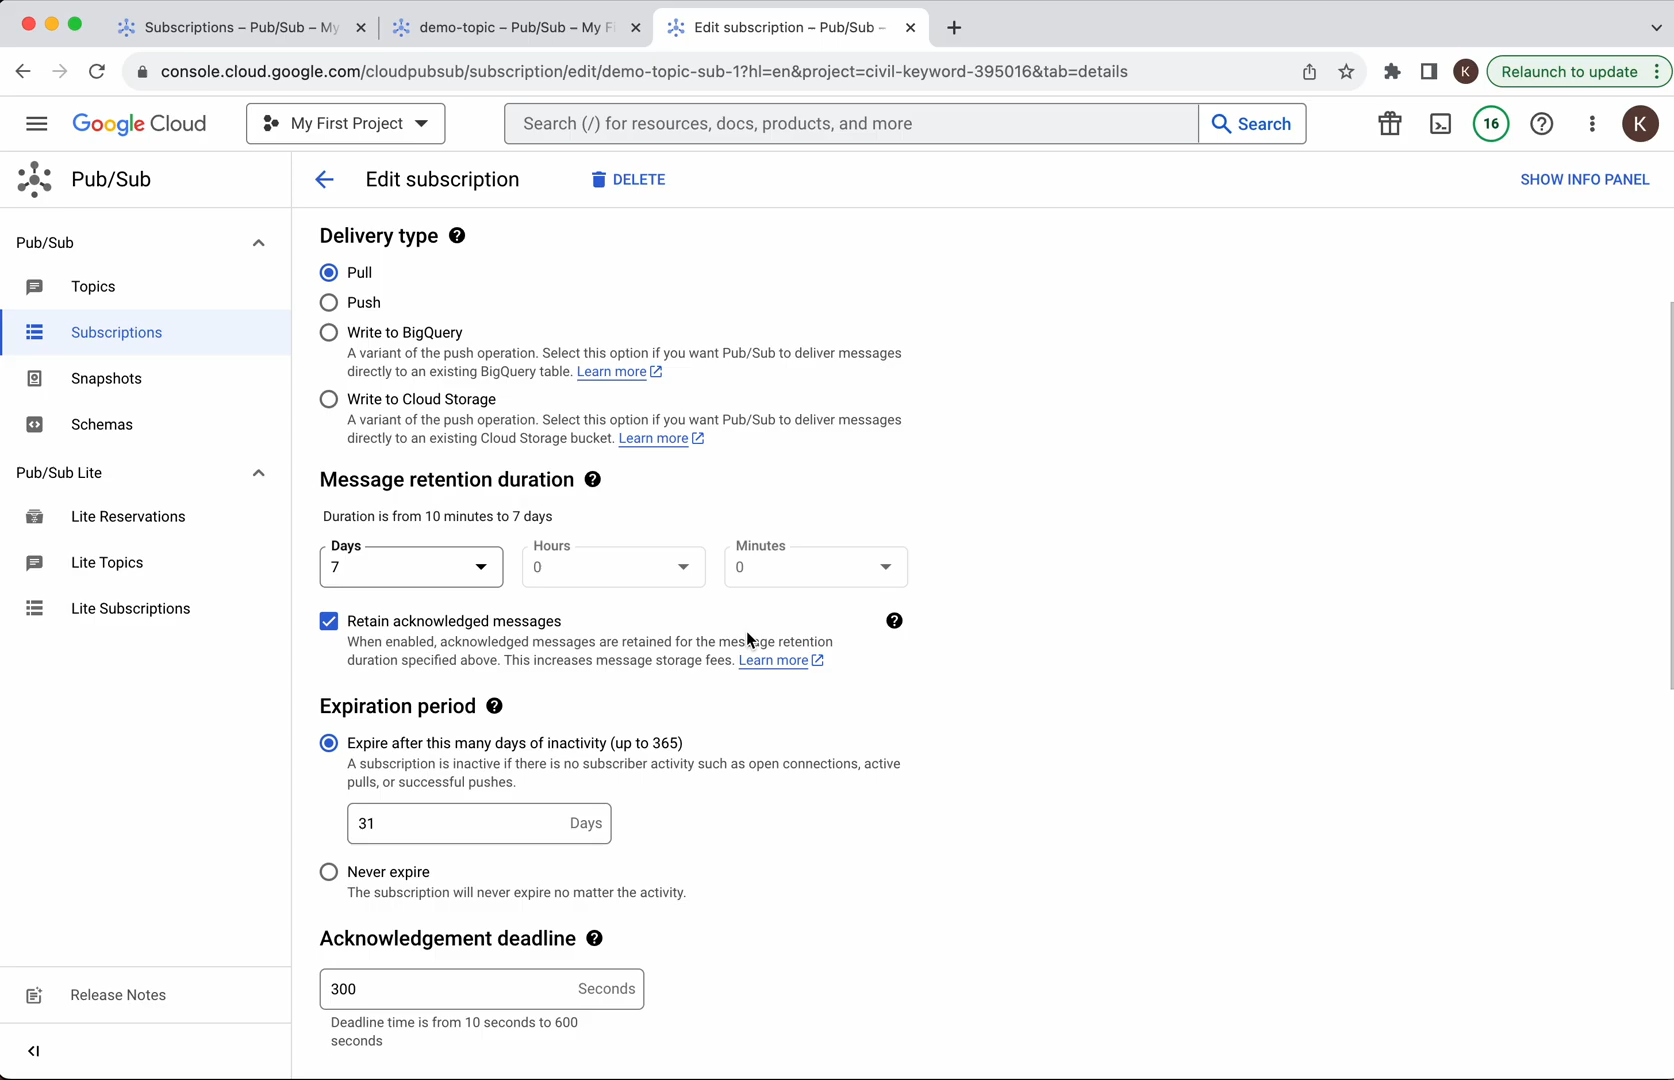 Subscriptions – Pub/Sub – My
demo-topic – Pub/Sub – My Fi
Edit subscription – Pub/Sub –
console.cloud.google.com/cloudpubsub/subscription/edit/demo-topic-sub-1?hl=en&project=civil-keyword-395016&tab=details
K
Relaunch to update
Google Cloud
My First Project
Search (/) for resources, docs, products, and more
Search
16
K
Pub/Sub
Edit subscription
DELETE
SHOW INFO PANEL
Pub/Sub
Topics
Subscriptions
Snapshots
Schemas
Pub/Sub Lite
Lite Reservations
Lite Topics
Lite Subscriptions
Release Notes
Delivery type
Pull
Push
Write to BigQuery
A variant of the push operation. Select this option if you want Pub/Sub to deliver messages
directly to an existing BigQuery table. Learn more
Write to Cloud Storage
A variant of the push operation. Select this option if you want Pub/Sub to deliver messages
directly to an existing Cloud Storage bucket. Learn more
Message retention duration
Duration is from 10 minutes to 7 days
Days
7
Hours
0
Minutes
0
Retain acknowledged messages
When enabled, acknowledged messages are retained for the message retention
duration specified above. This increases message storage fees. Learn more
Expiration period
Expire after this many days of inactivity (up to 365)
A subscription is inactive if there is no subscriber activity such as open connections, active
pulls, or successful pushes.
31 Days
Never expire
The subscription will never expire no matter the activity.
Acknowledgement deadline
300 Seconds
Deadline time is from 10 seconds to 600
seconds